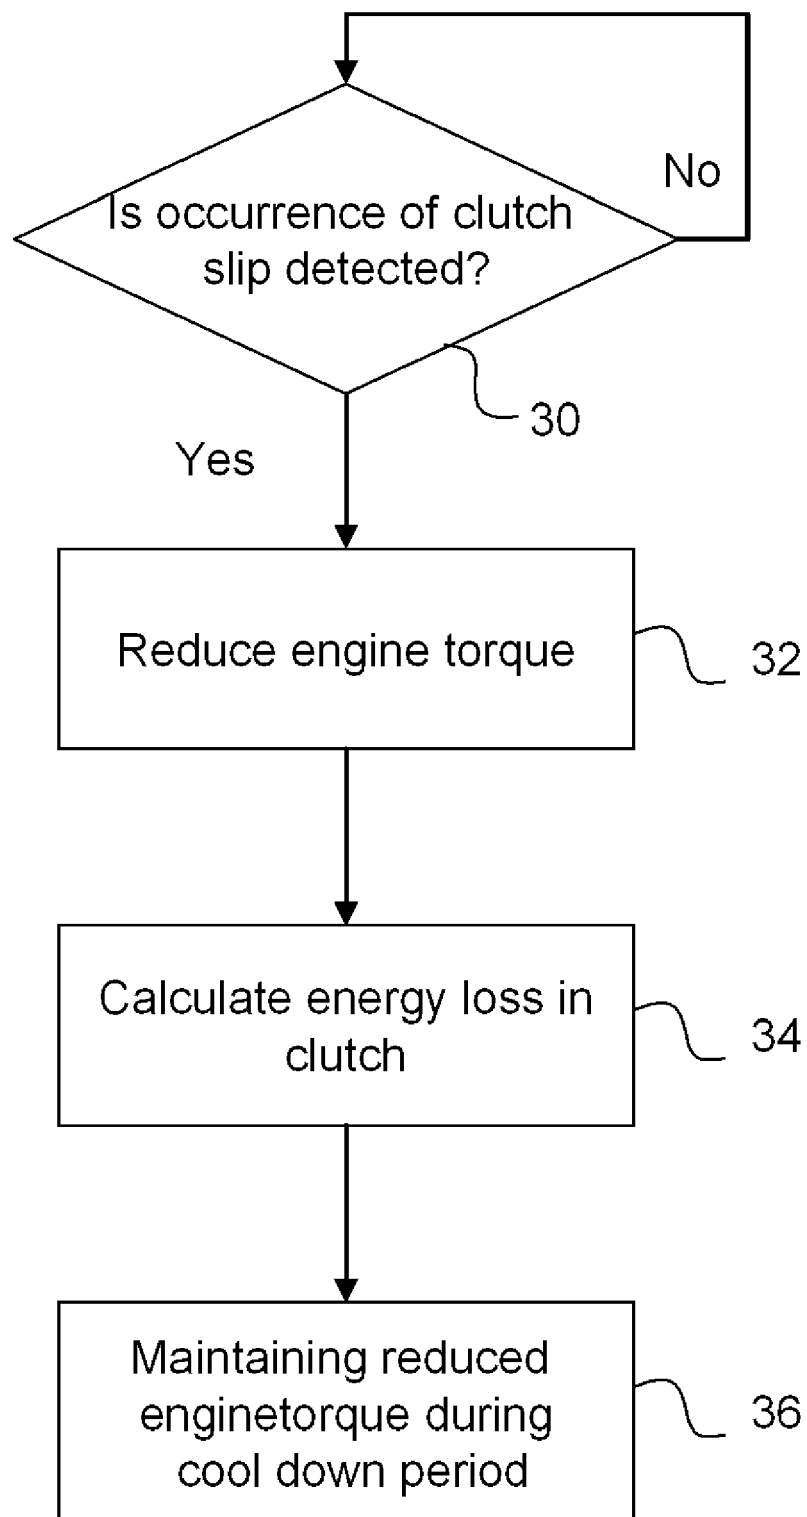 No
Is occurrence of clutch
slip detected?
30
Yes
Reduce engine torque
32
Calculate energy loss in
clutch
34
Maintaining reduced
enginetorque during
cool down period
36